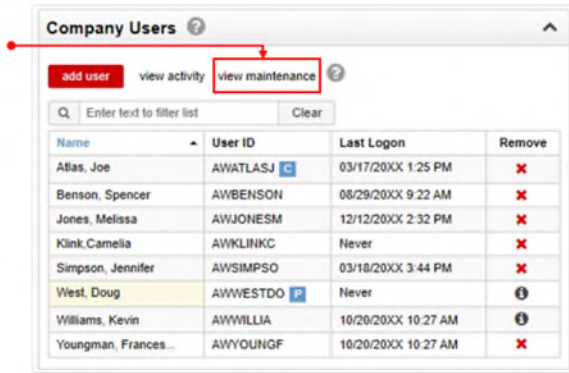 Company Users ?
add user view activity view maintenance ?
Enter text to filter list Clear
Name User ID Last Logon Remove
Atlas, Joe AWATLASJ C 03/17/20XX 1:25 PM
Benson, Spencer AWBENSON 08/29/20XX 9:22 AM
Jones, Melissa AWJONESM 12/12/20XX 2:32 PM
Klink,Camelia AWKLINKC Never
Simpson, Jennifer AWSIMPSO 03/18/20XX 3:44 PM
West, Doug AWWESTDO P Never
Williams, Kevin AWWILLIA 10/20/20XX 10:27 AM
Youngman, Frances... AWYOUNGF 10/20/20XX 10:27 AM